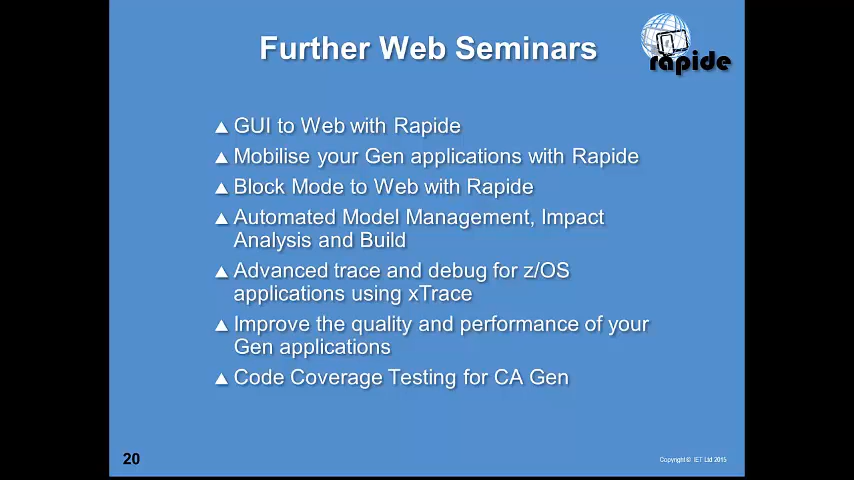 Further Web Seminars
rapide
GUI to Web with Rapide
Mobilise your Gen applications with Rapide
Block Mode to Web with Rapide
Automated Model Management, Impact
Analysis and Build
Advanced trace and debug for z/OS
applications using xTrace
Improve the quality and performance of your
Gen applications
Code Coverage Testing for CA Gen
20
Copyright © IET Ltd 2015